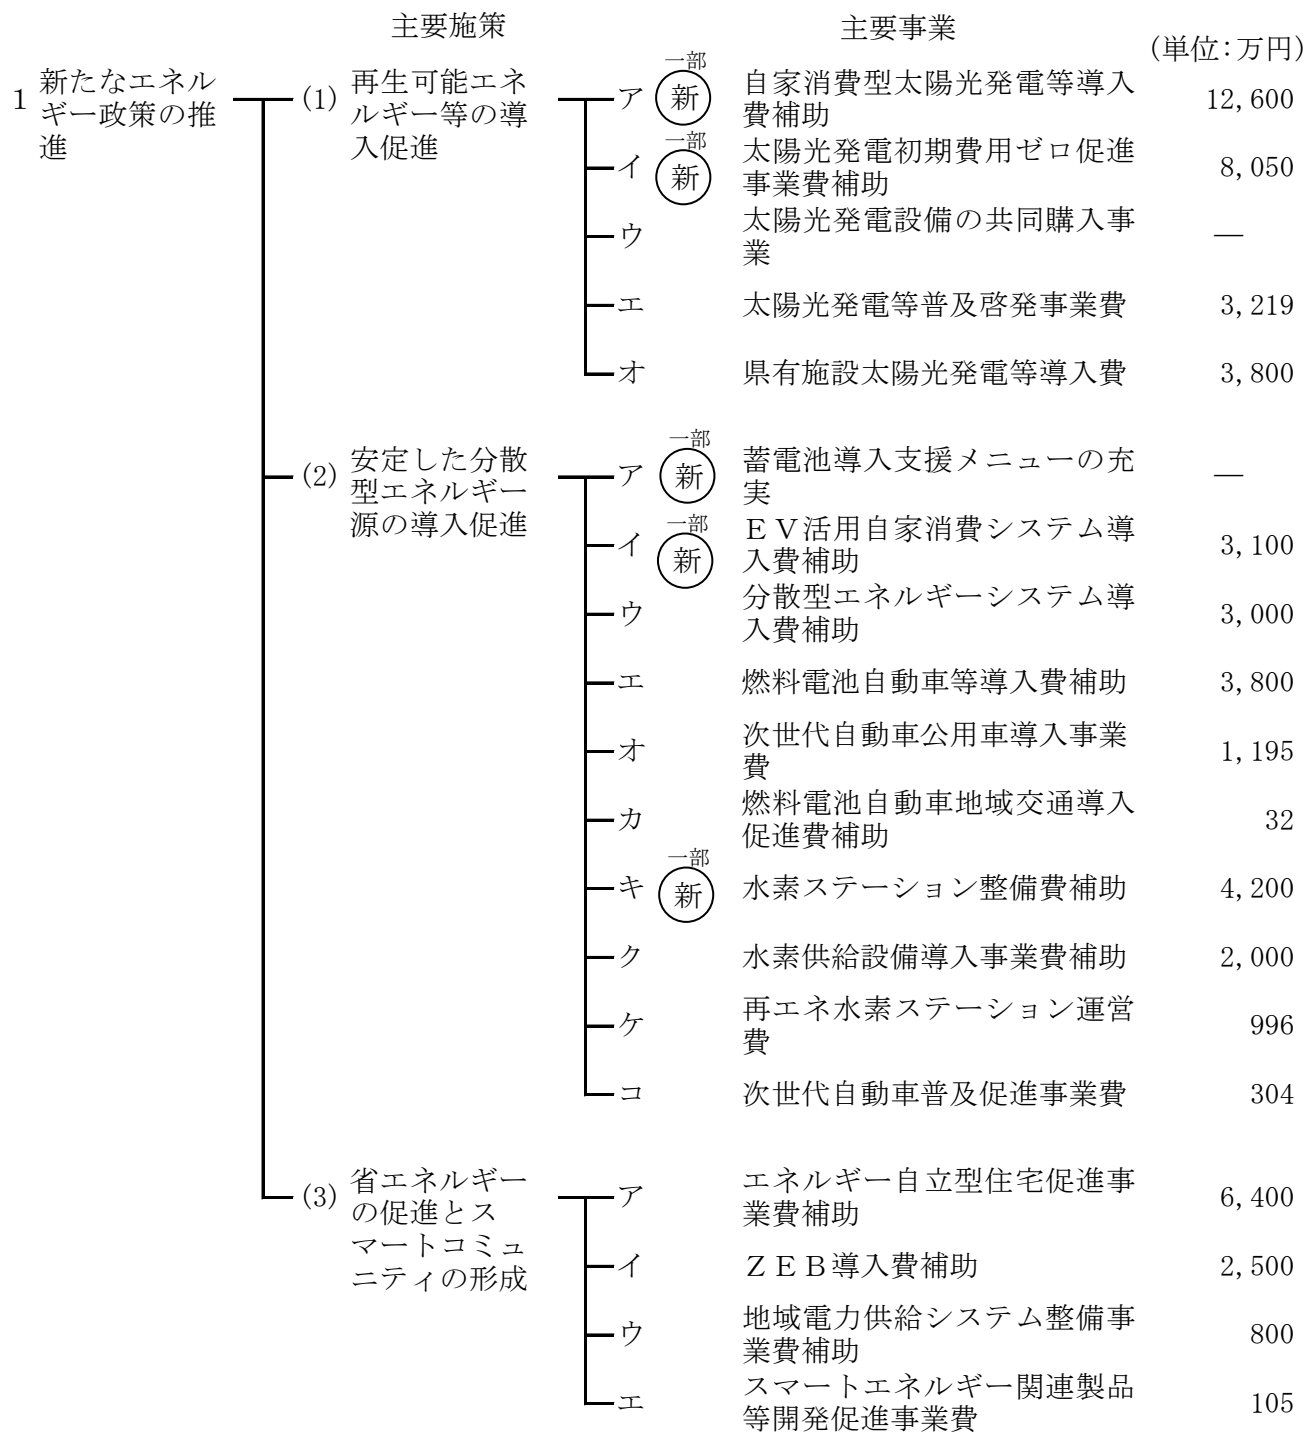 主要施策
主要事業
(単位：万円)
1 新たなエネル
ギー政策の推
進
(1) 再生可能エネ
ルギー等の導
入促進
ア 一部 新 自家消費型太陽光発電等導入
費補助 12,600
イ 一部 新 太陽光発電初期費用ゼロ促進
事業費補助 8,050
ウ 太陽光発電設備の共同購入事
業 ―
エ 太陽光発電等普及啓発事業費 3,219
オ 県有施設太陽光発電等導入費 3,800
(2) 安定した分散
型エネルギー
源の導入促進
ア 一部 新 蓄電池導入支援メニューの充
実 ―
イ 一部 新 ＥＶ活用自家消費システム導
入費補助 3,100
ウ 分散型エネルギーシステム導
入費補助 3,000
エ 燃料電池自動車等導入費補助 3,800
オ 次世代自動車公用車導入事業
費 1,195
カ 燃料電池自動車地域交通導入
促進費補助 32
キ 一部 新 水素ステーション整備費補助 4,200
ク 水素供給設備導入事業費補助 2,000
ケ 再エネ水素ステーション運営
費 996
コ 次世代自動車普及促進事業費 304
(3) 省エネルギー
の促進とス
マートコミュ
ニティの形成
ア エネルギー自立型住宅促進事
業費補助 6,400
イ ＺＥＢ導入費補助 2,500
ウ 地域電力供給システム整備事
業費補助 800
エ スマートエネルギー関連製品
等開発促進事業費 105